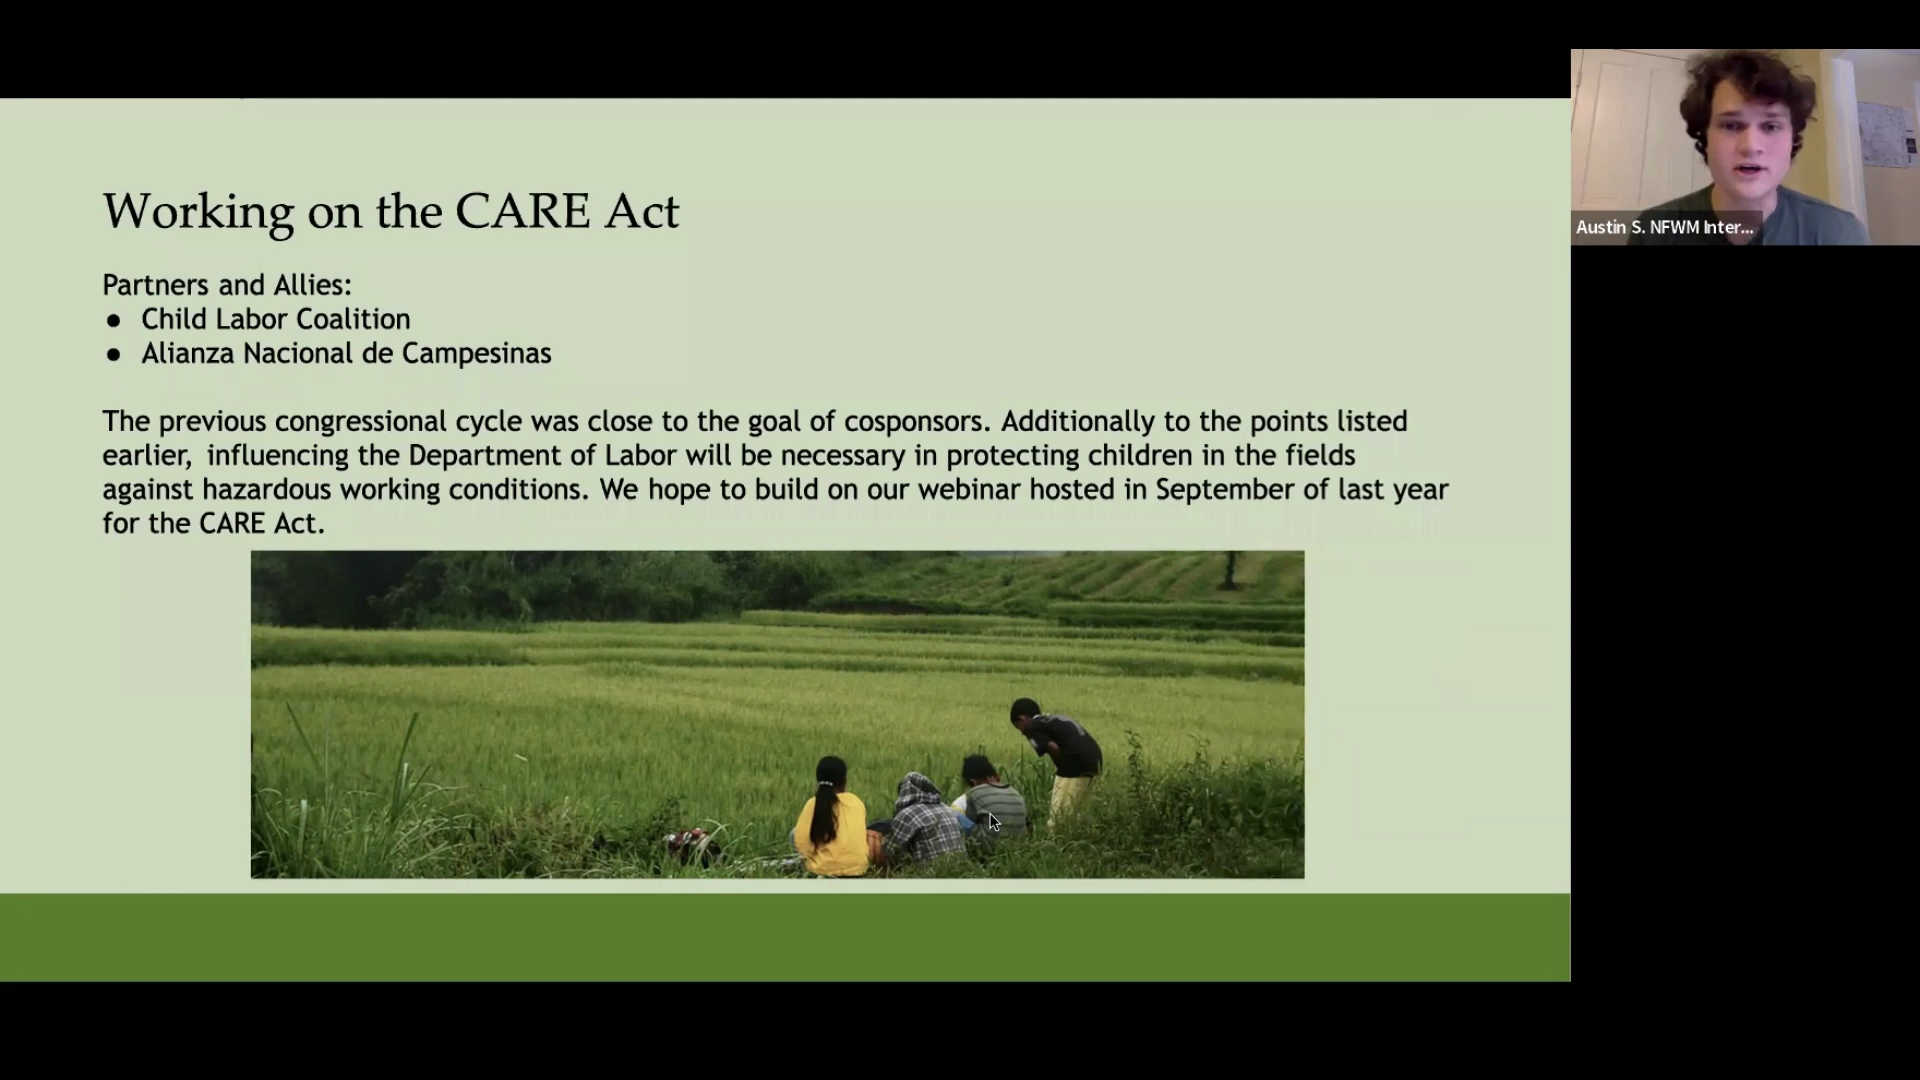 Working on the CARE Act
Partners and Allies:
● Child Labor Coalition
● Alianza Nacional de Campesinas
The previous congressional cycle was close to the goal of cosponsors. Additionally to the points listed
earlier, influencing the Department of Labor will be necessary in protecting children in the fields
against hazardous working conditions. We hope to build on our webinar hosted in September of last year
for the CARE Act.
Austin S. NFWM Inter...